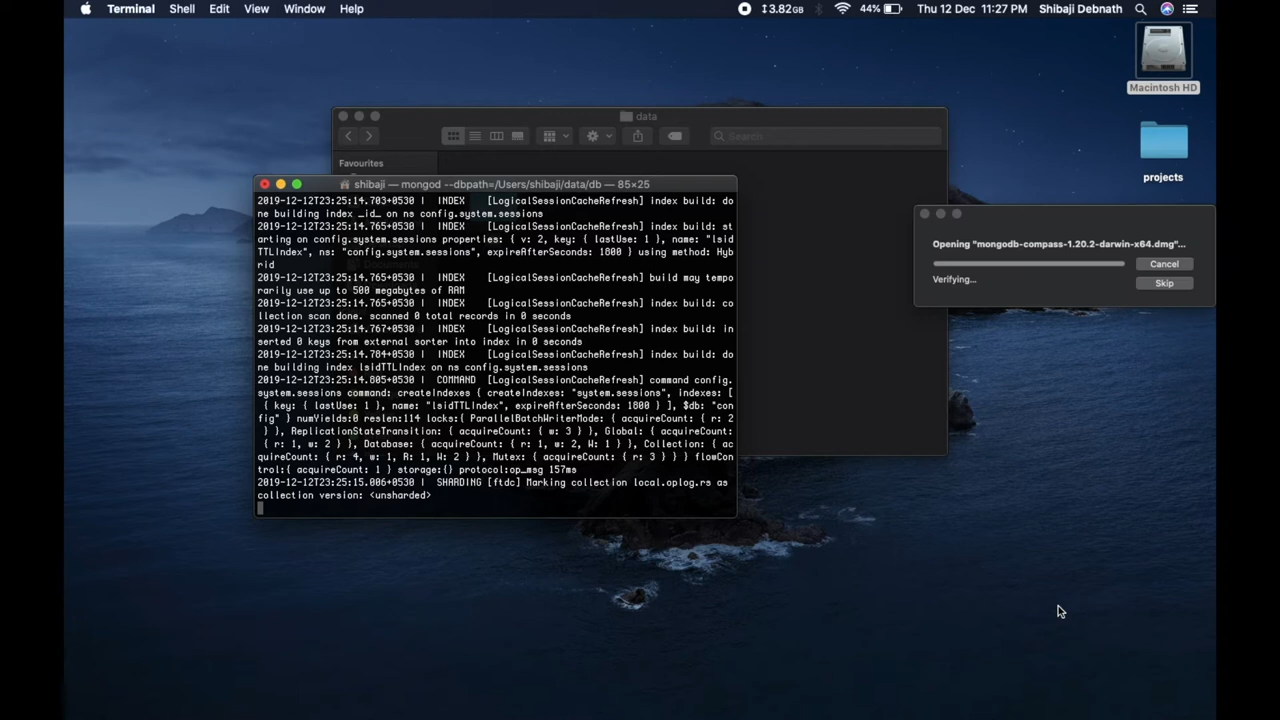 Terminal Shell Edit View Window Help 3.82GB 44% Thu 12 Dec 11:27 PM Shibaji Debnath
Macintosh HD
projects
data
Search
Favourites
shibaji — mongod --dbpath=/Users/shibaji/data/db — 85×25
2019-12-12T23:25:14.703+0530 I  INDEX    [LogicalSessionCacheRefresh] index build: do
ne building index _id_ on ns config.system.sessions
2019-12-12T23:25:14.765+0530 I  INDEX    [LogicalSessionCacheRefresh] index build: st
arting on config.system.sessions properties: { v: 2, key: { lastUse: 1 }, name: "lsid
TTLIndex", ns: "config.system.sessions", expireAfterSeconds: 1800 } using method: Hyb
rid
2019-12-12T23:25:14.765+0530 I  INDEX    [LogicalSessionCacheRefresh] build may tempo
rarily use up to 500 megabytes of RAM
2019-12-12T23:25:14.765+0530 I  INDEX    [LogicalSessionCacheRefresh] index build: co
llection scan done. scanned 0 total records in 0 seconds
2019-12-12T23:25:14.767+0530 I  INDEX    [LogicalSessionCacheRefresh] index build: in
serted 0 keys from external sorter into index in 0 seconds
2019-12-12T23:25:14.784+0530 I  INDEX    [LogicalSessionCacheRefresh] index build: do
ne building index lsidTTLIndex on ns config.system.sessions
2019-12-12T23:25:14.805+0530 I  COMMAND  [LogicalSessionCacheRefresh] command config.
system.sessions command: createIndexes { createIndexes: "system.sessions", indexes: [
 { key: { lastUse: 1 }, name: "lsidTTLIndex", expireAfterSeconds: 1800 } ], $db: "con
fig" } numYields:0 reslen:114 locks:{ ParallelBatchWriterMode: { acquireCount: { r: 2
 } }, ReplicationStateTransition: { acquireCount: { w: 3 } }, Global: { acquireCount:
 { r: 1, w: 2 } }, Database: { acquireCount: { r: 1, w: 2, W: 1 } }, Collection: { ac
quireCount: { r: 4, w: 1, R: 1, W: 2 } }, Mutex: { acquireCount: { r: 3 } } } flowCon
trol:{ acquireCount: 1 } storage:{} protocol:op_msg 157ms
2019-12-12T23:25:15.006+0530 I  SHARDING [ftdc] Marking collection local.oplog.rs as
collection version: <unsharded>
Opening "mongodb-compass-1.20.2-darwin-x64.dmg"...
Cancel
Verifying...
Skip